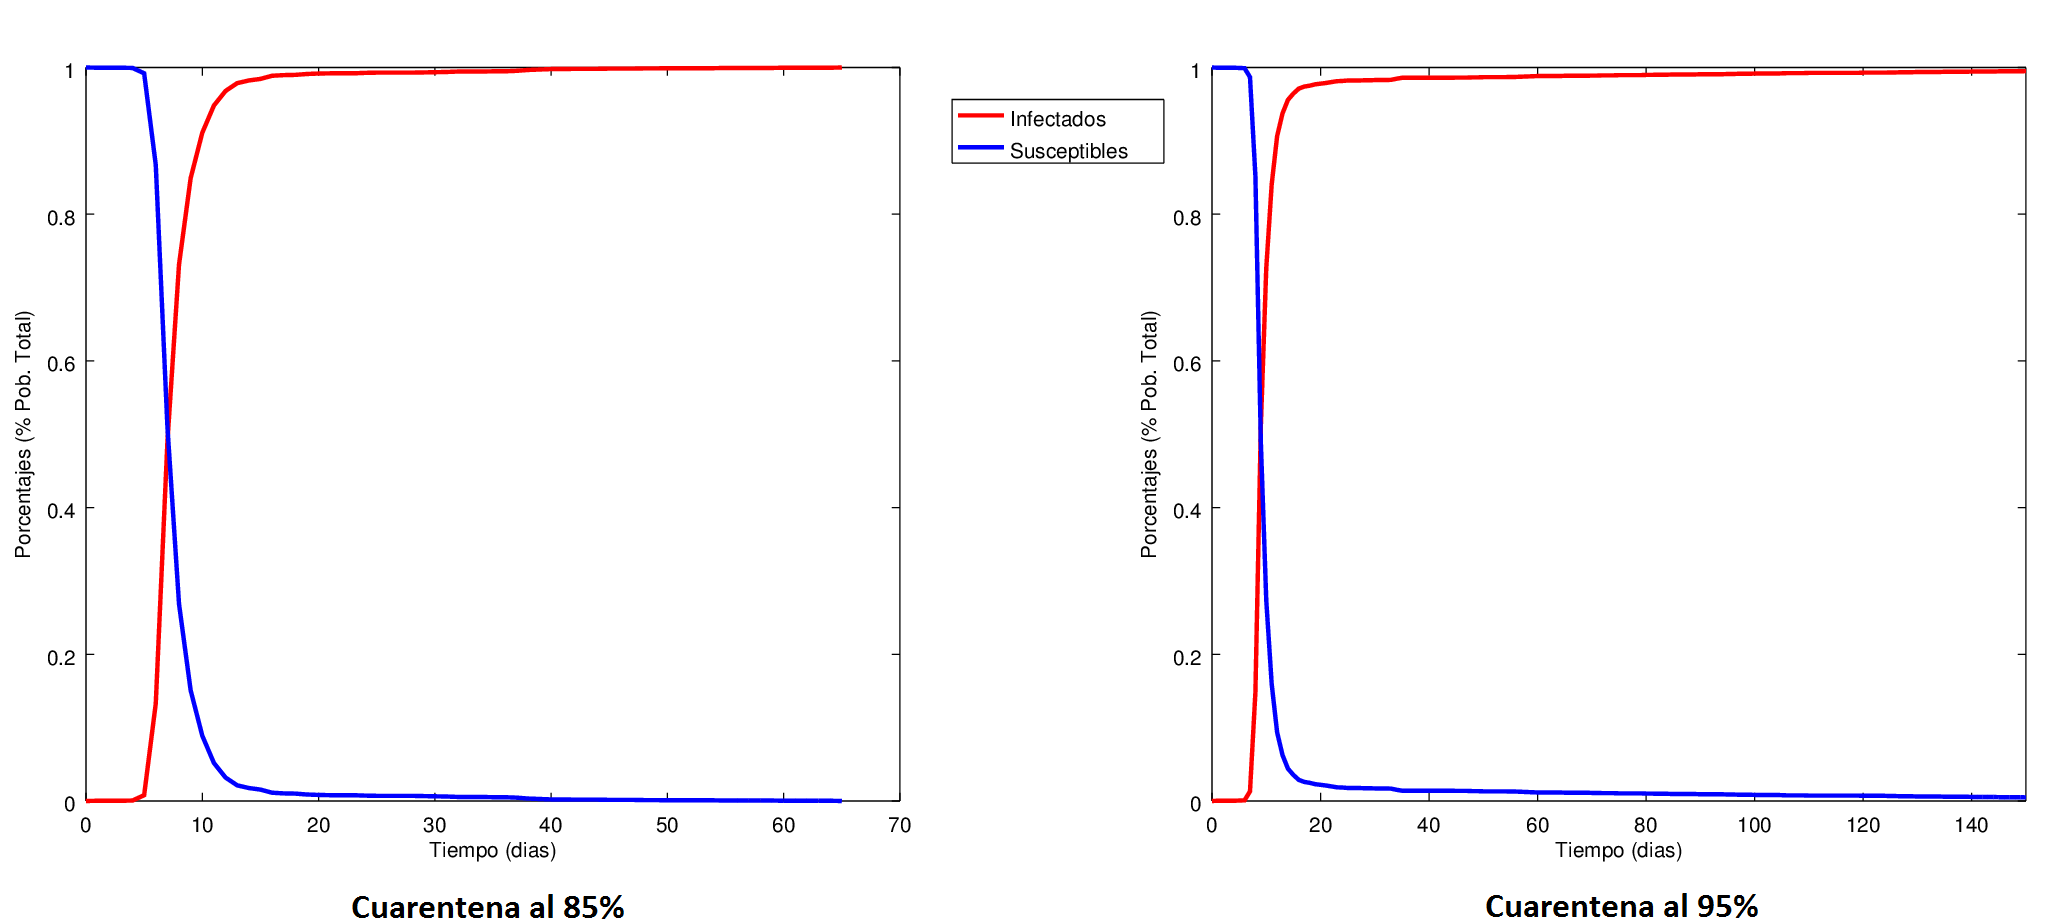 1
0.8
0.6
0.4
0.2
0
Porcentajes (% Pob. Total)
0 10 20 30 40 50 60 70
Tiempo (dias)
Cuarentena al 85%
Infectados
Susceptibles
1
0.8
0.6
0.4
0.2
0
Porcentajes (% Pob. Total)
0 20 40 60 80 100 120 140
Tiempo (dias)
Cuarentena al 95%